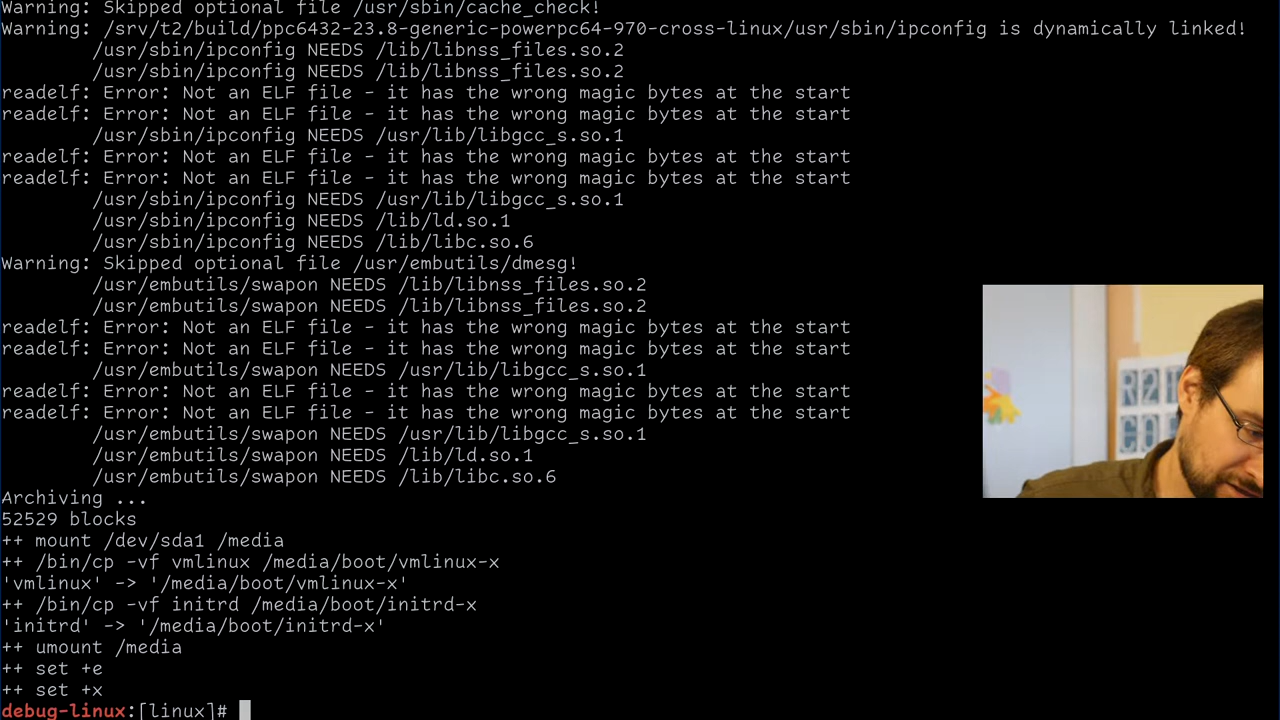 Warning: Skipped optional file /usr/sbin/cache_check!
Warning: /srv/t2/build/ppc6432-23.8-generic-powerpc64-970-cross-linux/usr/sbin/ipconfig is dynamically linked!
/usr/sbin/ipconfig NEEDS /lib/libnss_files.so.2
/usr/sbin/ipconfig NEEDS /lib/libnss_files.so.2
readelf: Error: Not an ELF file - it has the wrong magic bytes at the start
readelf: Error: Not an ELF file - it has the wrong magic bytes at the start
/usr/sbin/ipconfig NEEDS /usr/lib/libgcc_s.so.1
readelf: Error: Not an ELF file - it has the wrong magic bytes at the start
readelf: Error: Not an ELF file - it has the wrong magic bytes at the start
/usr/sbin/ipconfig NEEDS /usr/lib/libgcc_s.so.1
/usr/sbin/ipconfig NEEDS /lib/ld.so.1
/usr/sbin/ipconfig NEEDS /lib/libc.so.6
Warning: Skipped optional file /usr/embutils/dmesg!
/usr/embutils/swapon NEEDS /lib/libnss_files.so.2
/usr/embutils/swapon NEEDS /lib/libnss_files.so.2
readelf: Error: Not an ELF file - it has the wrong magic bytes at the start
readelf: Error: Not an ELF file - it has the wrong magic bytes at the start
/usr/embutils/swapon NEEDS /usr/lib/libgcc_s.so.1
readelf: Error: Not an ELF file - it has the wrong magic bytes at the start
readelf: Error: Not an ELF file - it has the wrong magic bytes at the start
/usr/embutils/swapon NEEDS /usr/lib/libgcc_s.so.1
/usr/embutils/swapon NEEDS /lib/ld.so.1
/usr/embutils/swapon NEEDS /lib/libc.so.6
Archiving ...
52529 blocks
++ mount /dev/sda1 /media
++ /bin/cp -vf vmlinux /media/boot/vmlinux-x
'vmlinux' -> '/media/boot/vmlinux-x'
++ /bin/cp -vf initrd /media/boot/initrd-x
'initrd' -> '/media/boot/initrd-x'
++ umount /media
++ set +e
++ set +x
debug-linux:[linux]#